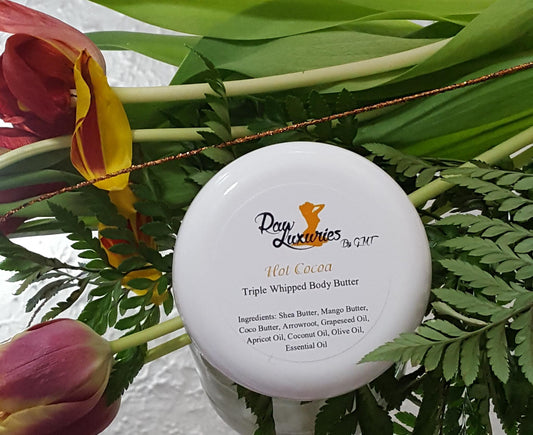 Raw
Luxuries
By G.M.T
Hot Cocoa
Triple Whipped Body Butter
Ingredients: Shea Butter, Mango Butter,
Coco Butter, Arrowroot, Grapeseed Oil,
Apricot Oil, Coconut Oil, Olive Oil,
Essential Oil